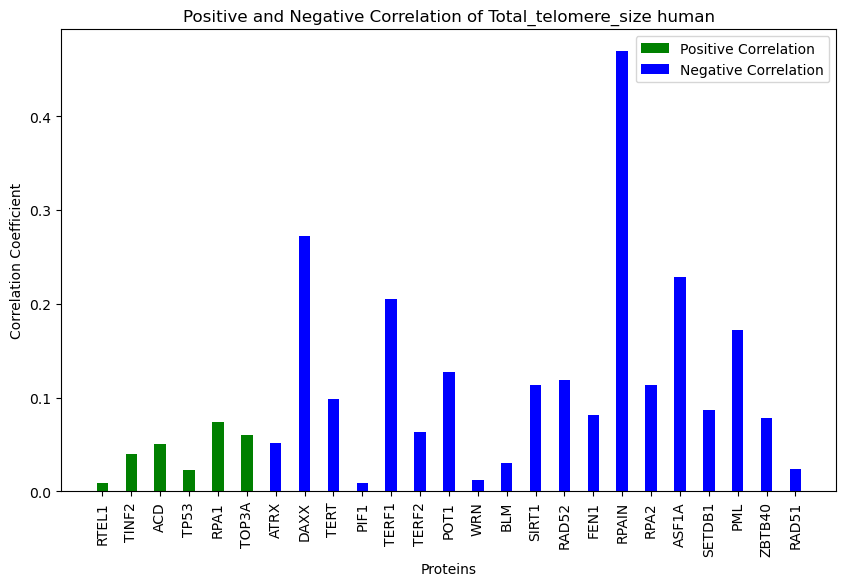 Positive and Negative Correlation of Total_telomere_size human
Positive Correlation
Negative Correlation
Correlation Coefficient
0.4
0.3
0.2
0.1
0.0
RTEL1
TINF2
ACD
TP53
RPA1
TOP3A
ATRX
DAXX
TERT
PIF1
TERF1
TERF2
POT1
WRN
BLM
SIRT1
RAD52
FEN1
RPAIN
RPA2
ASF1A
SETDB1
PML
ZBTB40
RAD51
Proteins